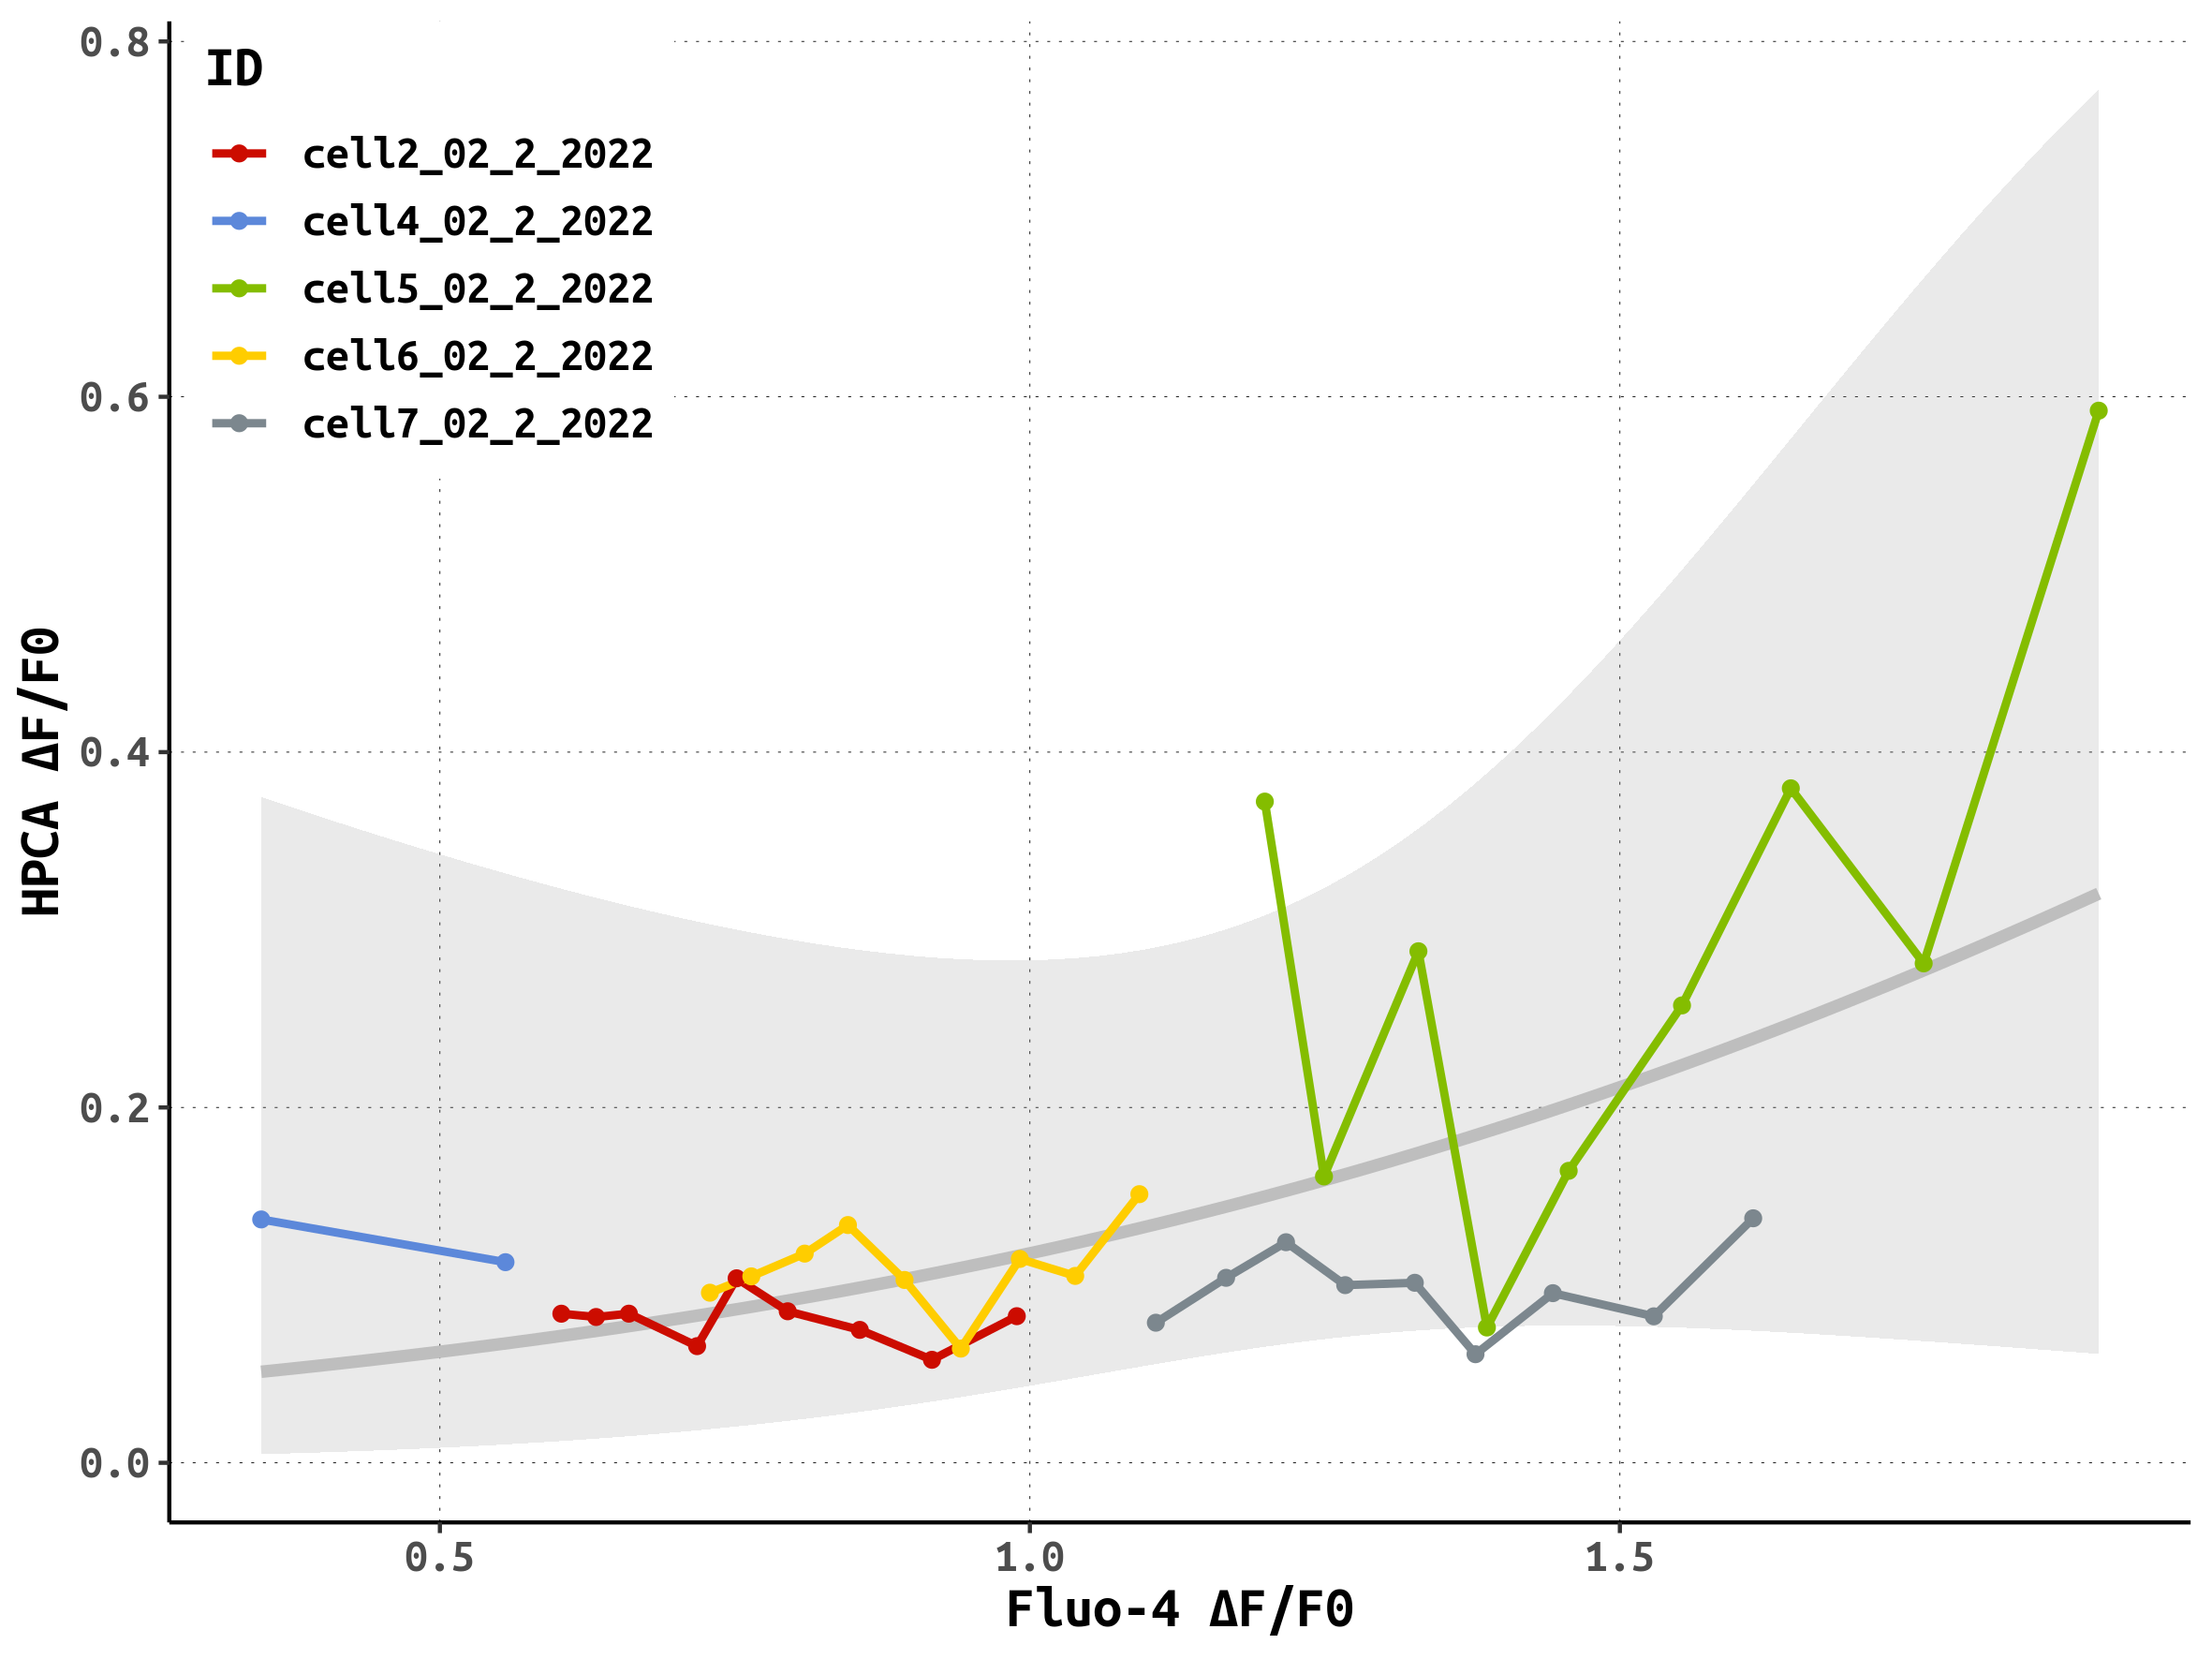 ID
cell2_02_2_2022
cell4_02_2_2022
cell5_02_2_2022
cell6_02_2_2022
cell7_02_2_2022
HPCA ΔF/F0
0.8
0.6
0.4
0.2
0.0
0.5
1.0
1.5
Fluo-4 ΔF/F0